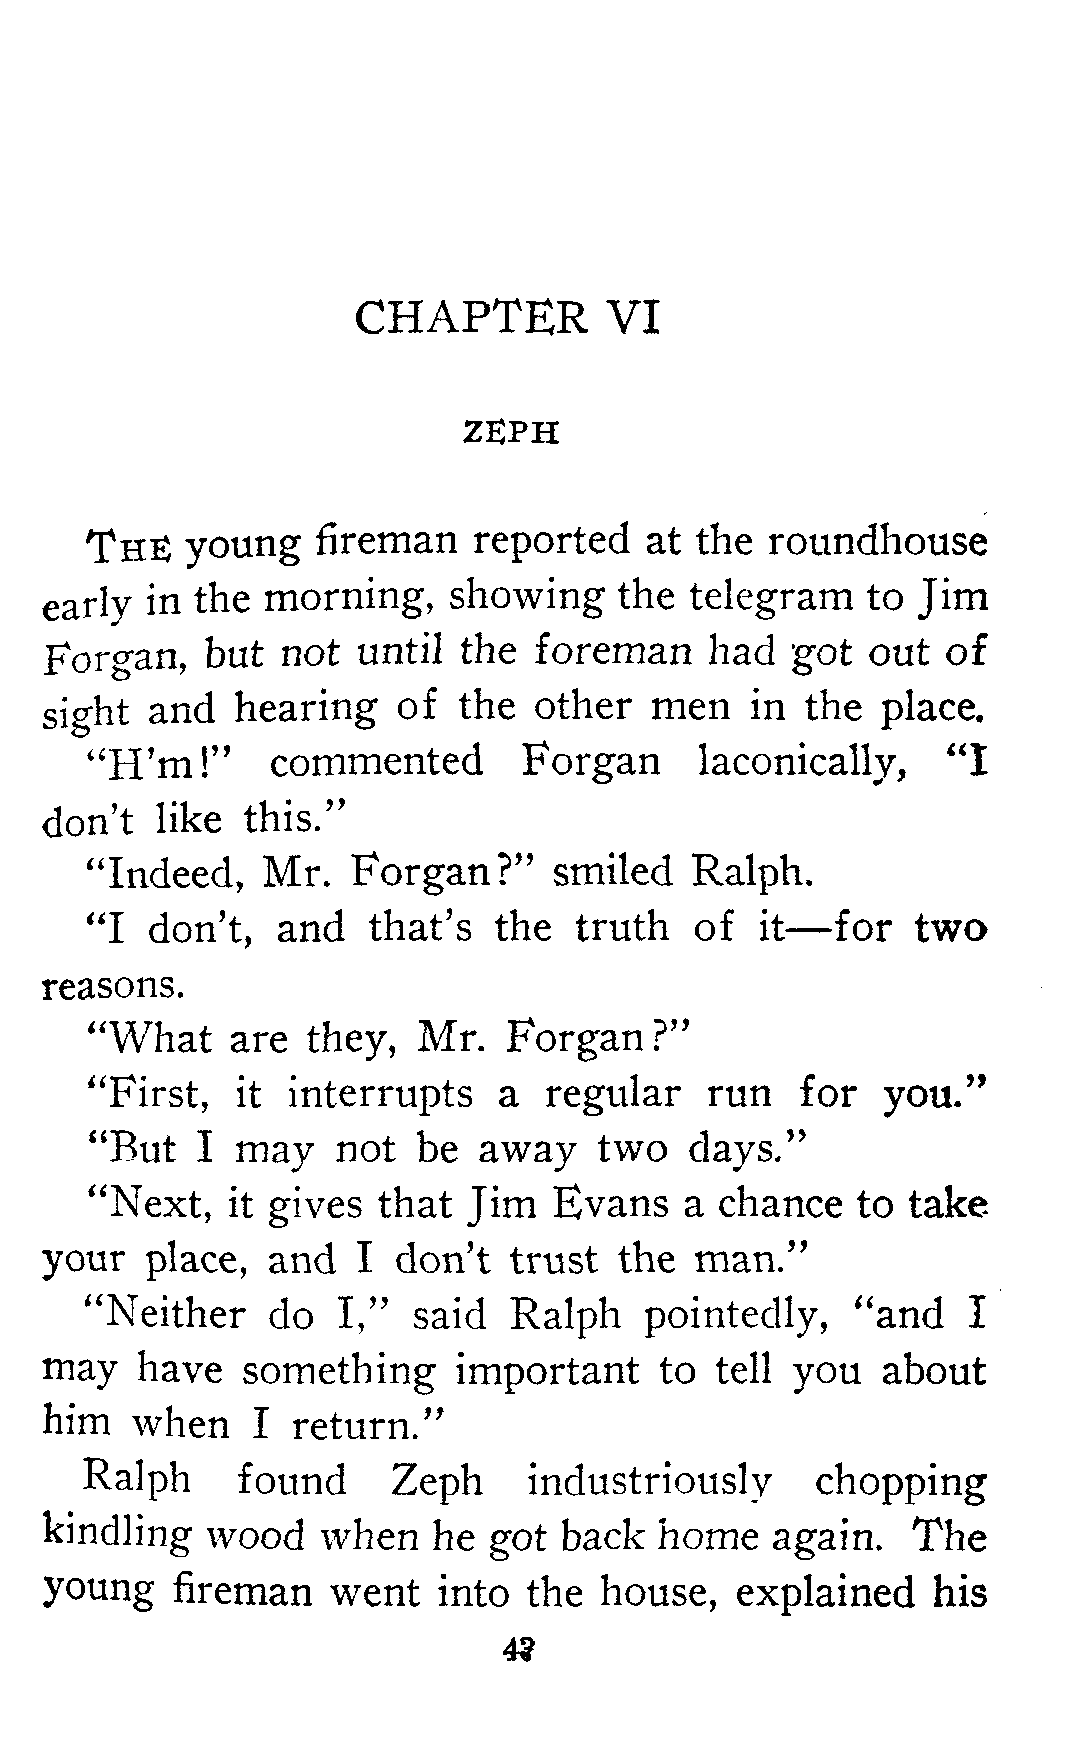 CHAPTER VI
ZEPH
THE young fireman reported at the roundhouse
early in the morning, showing the telegram to Jim
Forgan, but not until the foreman had got out of
sight and hearing of the other men in the place.
“H’m!” commented Forgan laconically, “I
don’t like this.”
“Indeed, Mr. Forgan?” smiled Ralph.
“I don’t, and that’s the truth of it—for two
reasons.
“What are they, Mr. Forgan?”
“First, it interrupts a regular run for you.”
“But I may not be away two days.”
“Next, it gives that Jim Evans a chance to take
your place, and I don’t trust the man.”
“Neither do I,” said Ralph pointedly, “and I
may have something important to tell you about
him when I return.”
Ralph found Zeph industriously chopping
kindling wood when he got back home again. The
young fireman went into the house, explained his